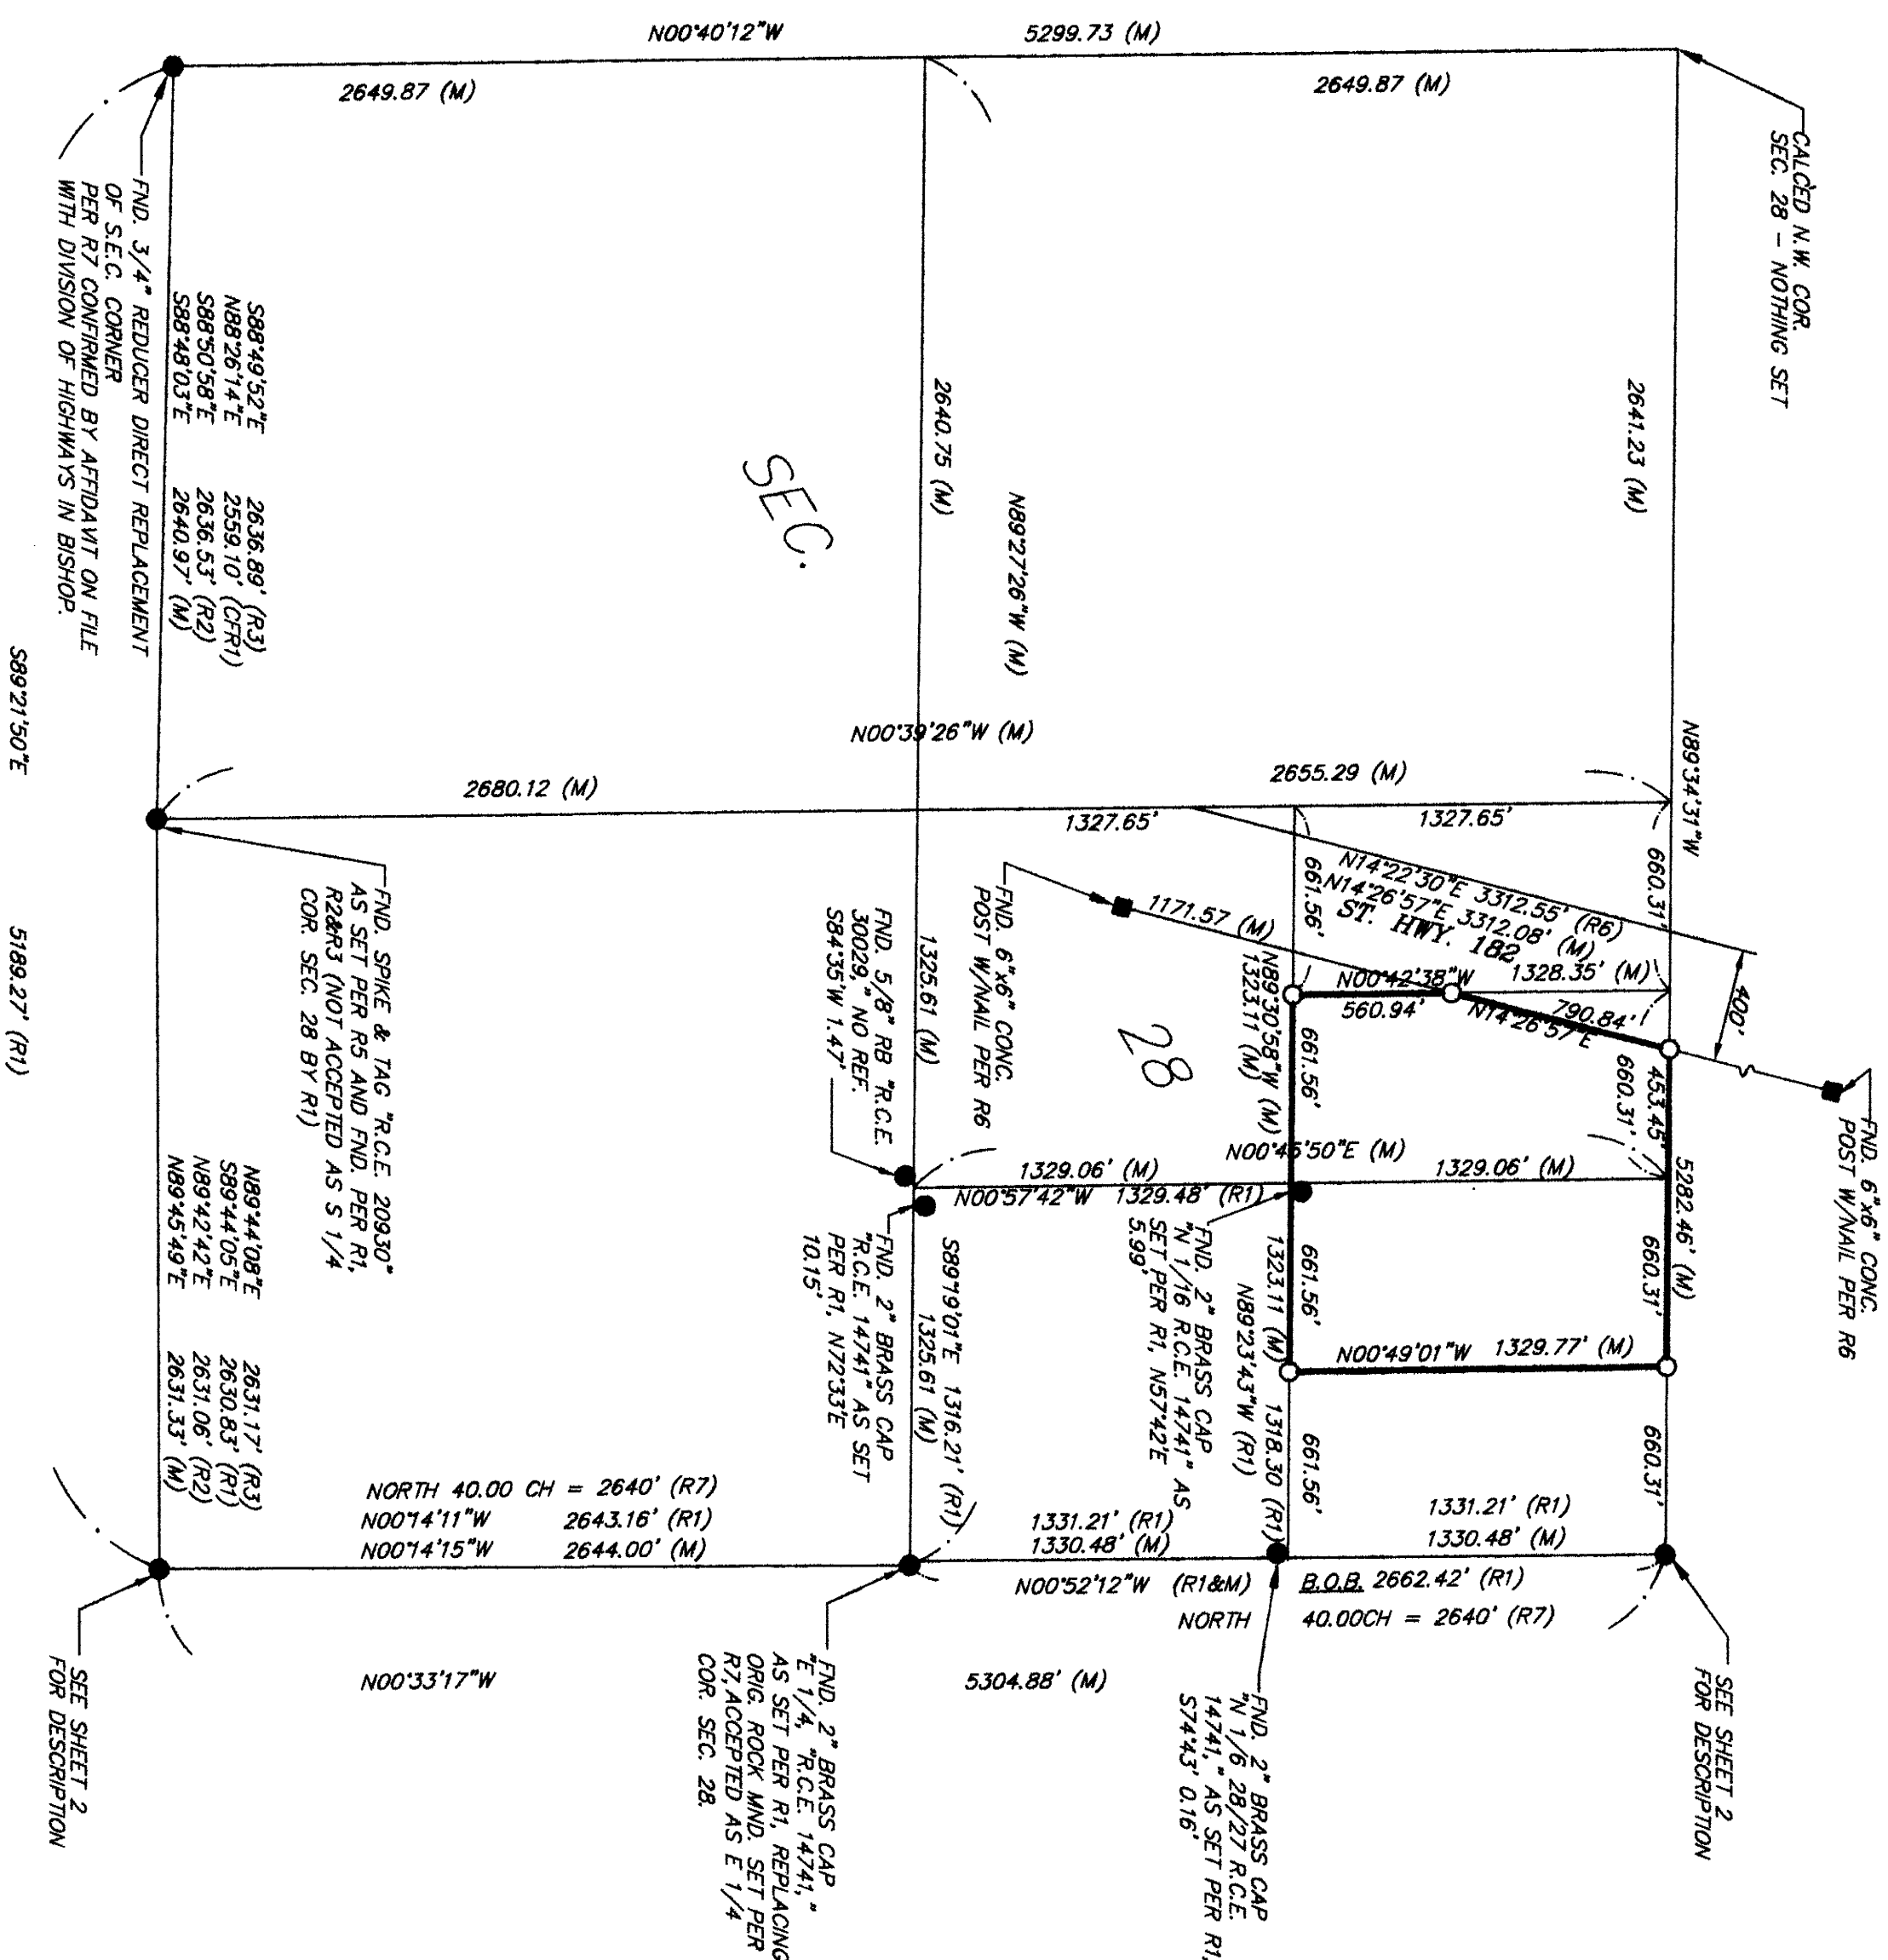 N00°40'12"W
5299.73 (M)
2649.87 (M)
2649.87 (M)
CALC'ED N.W. COR.
SEC. 28 – NOTHING SET
2641.23 (M)
N89°34'31"W
2640.75 (M)
N89°27'26"W (M)
SEC.
28
FND. 3/4" REDUCER DIRECT REPLACEMENT
OF S.E.C. CORNER
PER R7 CONFIRMED BY AFFIDAVIT ON FILE
WITH DIVISION OF HIGHWAYS IN BISHOP.
S88°49'52"E 2636.89' (R3)
N88°26'14"E 2559.10' (CFR1)
S88°50'58"E 2636.53' (R2)
S88°48'03"E 2640.97' (M)
S89°21'50"E 5189.27' (R1)
N00°39'26"W (M)
2680.12 (M)
2655.29 (M)
1327.65'
1327.65'
660.31'
661.56'
N14°22'30"E 3312.55' (R6)
N14°26'57"E 3312.08' (M)
ST. HWY. 182
400'
1171.57 (M)
N00°42'38"W 1328.35' (M)
560.94'
790.84'
N14°26'57"E
FND. 6"x6" CONC.
POST W/NAIL PER R6
FND. 6"x6" CONC.
POST W/NAIL PER R6
453.45'
660.31'
5282.46' (M)
660.31'
660.31'
N89°30'58"W (M)
1323.11 (M)
661.56'
661.56'
1323.11 (M)
N89°23'43"W (R1)
1318.30 (R1)
661.56'
N00°45'50"E (M)
1329.06' (M)
1329.06' (M)
N00°57'42"W 1329.48' (R1)
N00°49'01"W 1329.77' (M)
FND. 2" BRASS CAP
"N 1/16 R.C.E. 14741" AS
SET PER R1, N57°42'E
5.99'
1325.61 (M)
FND. 5/8" RB "R.C.E.
30029," NO REF.
S84°35'W 1.47'
S89°19'01"E 1316.21' (R1)
1325.61 (M)
FND. 2" BRASS CAP
"R.C.E. 14741" AS SET
PER R1, N72°33'E
10.15'
FND. SPIKE & TAG "R.C.E. 20930"
AS SET PER R5 AND FND. PER R1,
R2&R3 (NOT ACCEPTED AS S 1/4
COR. SEC. 28 BY R1)
N89°44'08"E 2631.17' (R3)
S89°44'05"E 2630.83' (R1)
N89°42'42"E 2631.06' (R2)
N89°45'49"E 2631.33' (M)
NORTH 40.00 CH = 2640' (R7)
N00°14'11"W 2643.16' (R1)
N00°14'15"W 2644.00' (M)
1331.21' (R1)
1330.48' (M)
1331.21' (R1)
1330.48' (M)
N00°52'12"W (R1&M) B.O.B. 2662.42' (R1)
NORTH 40.00CH = 2640' (R7)
N00°33'17"W
5304.88' (M)
SEE SHEET 2
FOR DESCRIPTION
SEE SHEET 2
FOR DESCRIPTION
FND. 2" BRASS CAP
"N 1/6 28/27 R.C.E.
14741," AS SET PER R1,
S74°43' 0.16'
FND. 2" BRASS CAP
"E 1/4, "R.C.E. 14741,"
AS SET PER R1, REPLACING
ORIG. ROCK MND. SET PER
R7, ACCEPTED AS E 1/4
COR. SEC. 28.